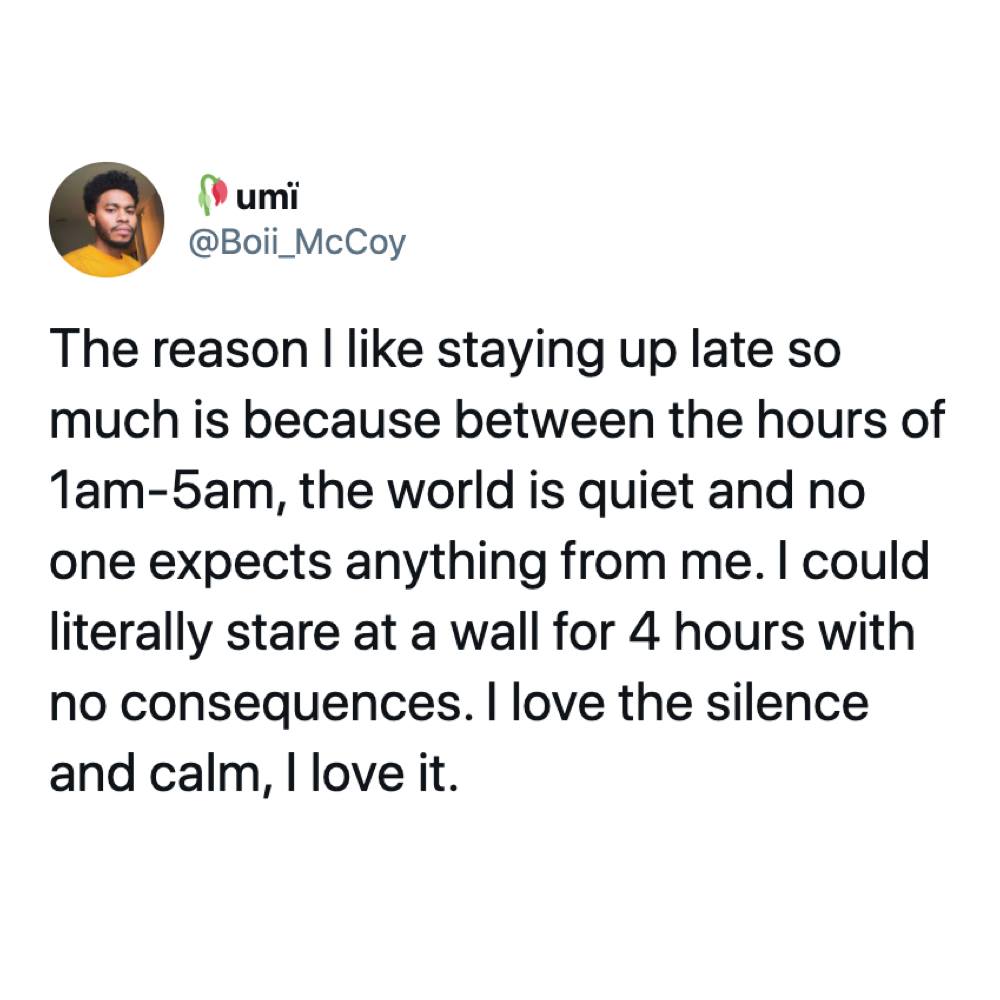 umï
@Boii_McCoy
The reason I like staying up late so
much is because between the hours of
1am-5am, the world is quiet and no
one expects anything from me. I could
literally stare at a wall for 4 hours with
no consequences. I love the silence
and calm, I love it.